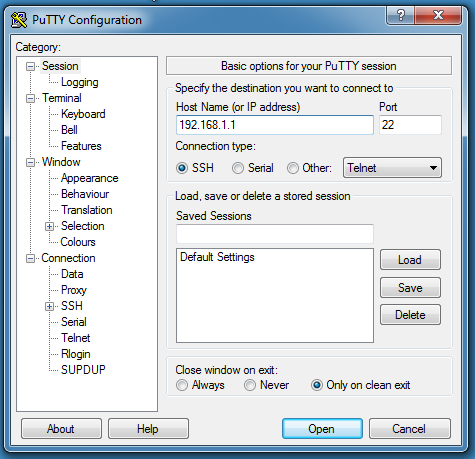 PuTTY Configuration
?
Category:
Session
Logging
Terminal
Keyboard
Bell
Features
Window
Appearance
Behaviour
Translation
Selection
Colours
Connection
Data
Proxy
SSH
Serial
Telnet
Rlogin
SUPDUP
Basic options for your PuTTY session
Specify the destination you want to connect to
Host Name (or IP address) Port
192.168.1.1 22
Connection type:
SSH Serial Other: Telnet
Load, save or delete a stored session
Saved Sessions
Default Settings
Load
Save
Delete
Close window on exit:
Always Never Only on clean exit
About Help Open Cancel